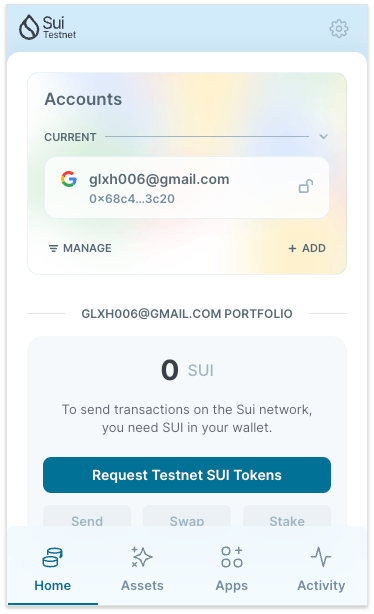 Sui
Testnet
Accounts
CURRENT
glxh006@gmail.com
0×68c4…3c20
MANAGE
+ ADD
GLXH006@GMAIL.COM PORTFOLIO
0 SUI
To send transactions on the Sui network,
you need SUI in your wallet.
Request Testnet SUI Tokens
Send Swap Stake
Home Assets Apps Activity